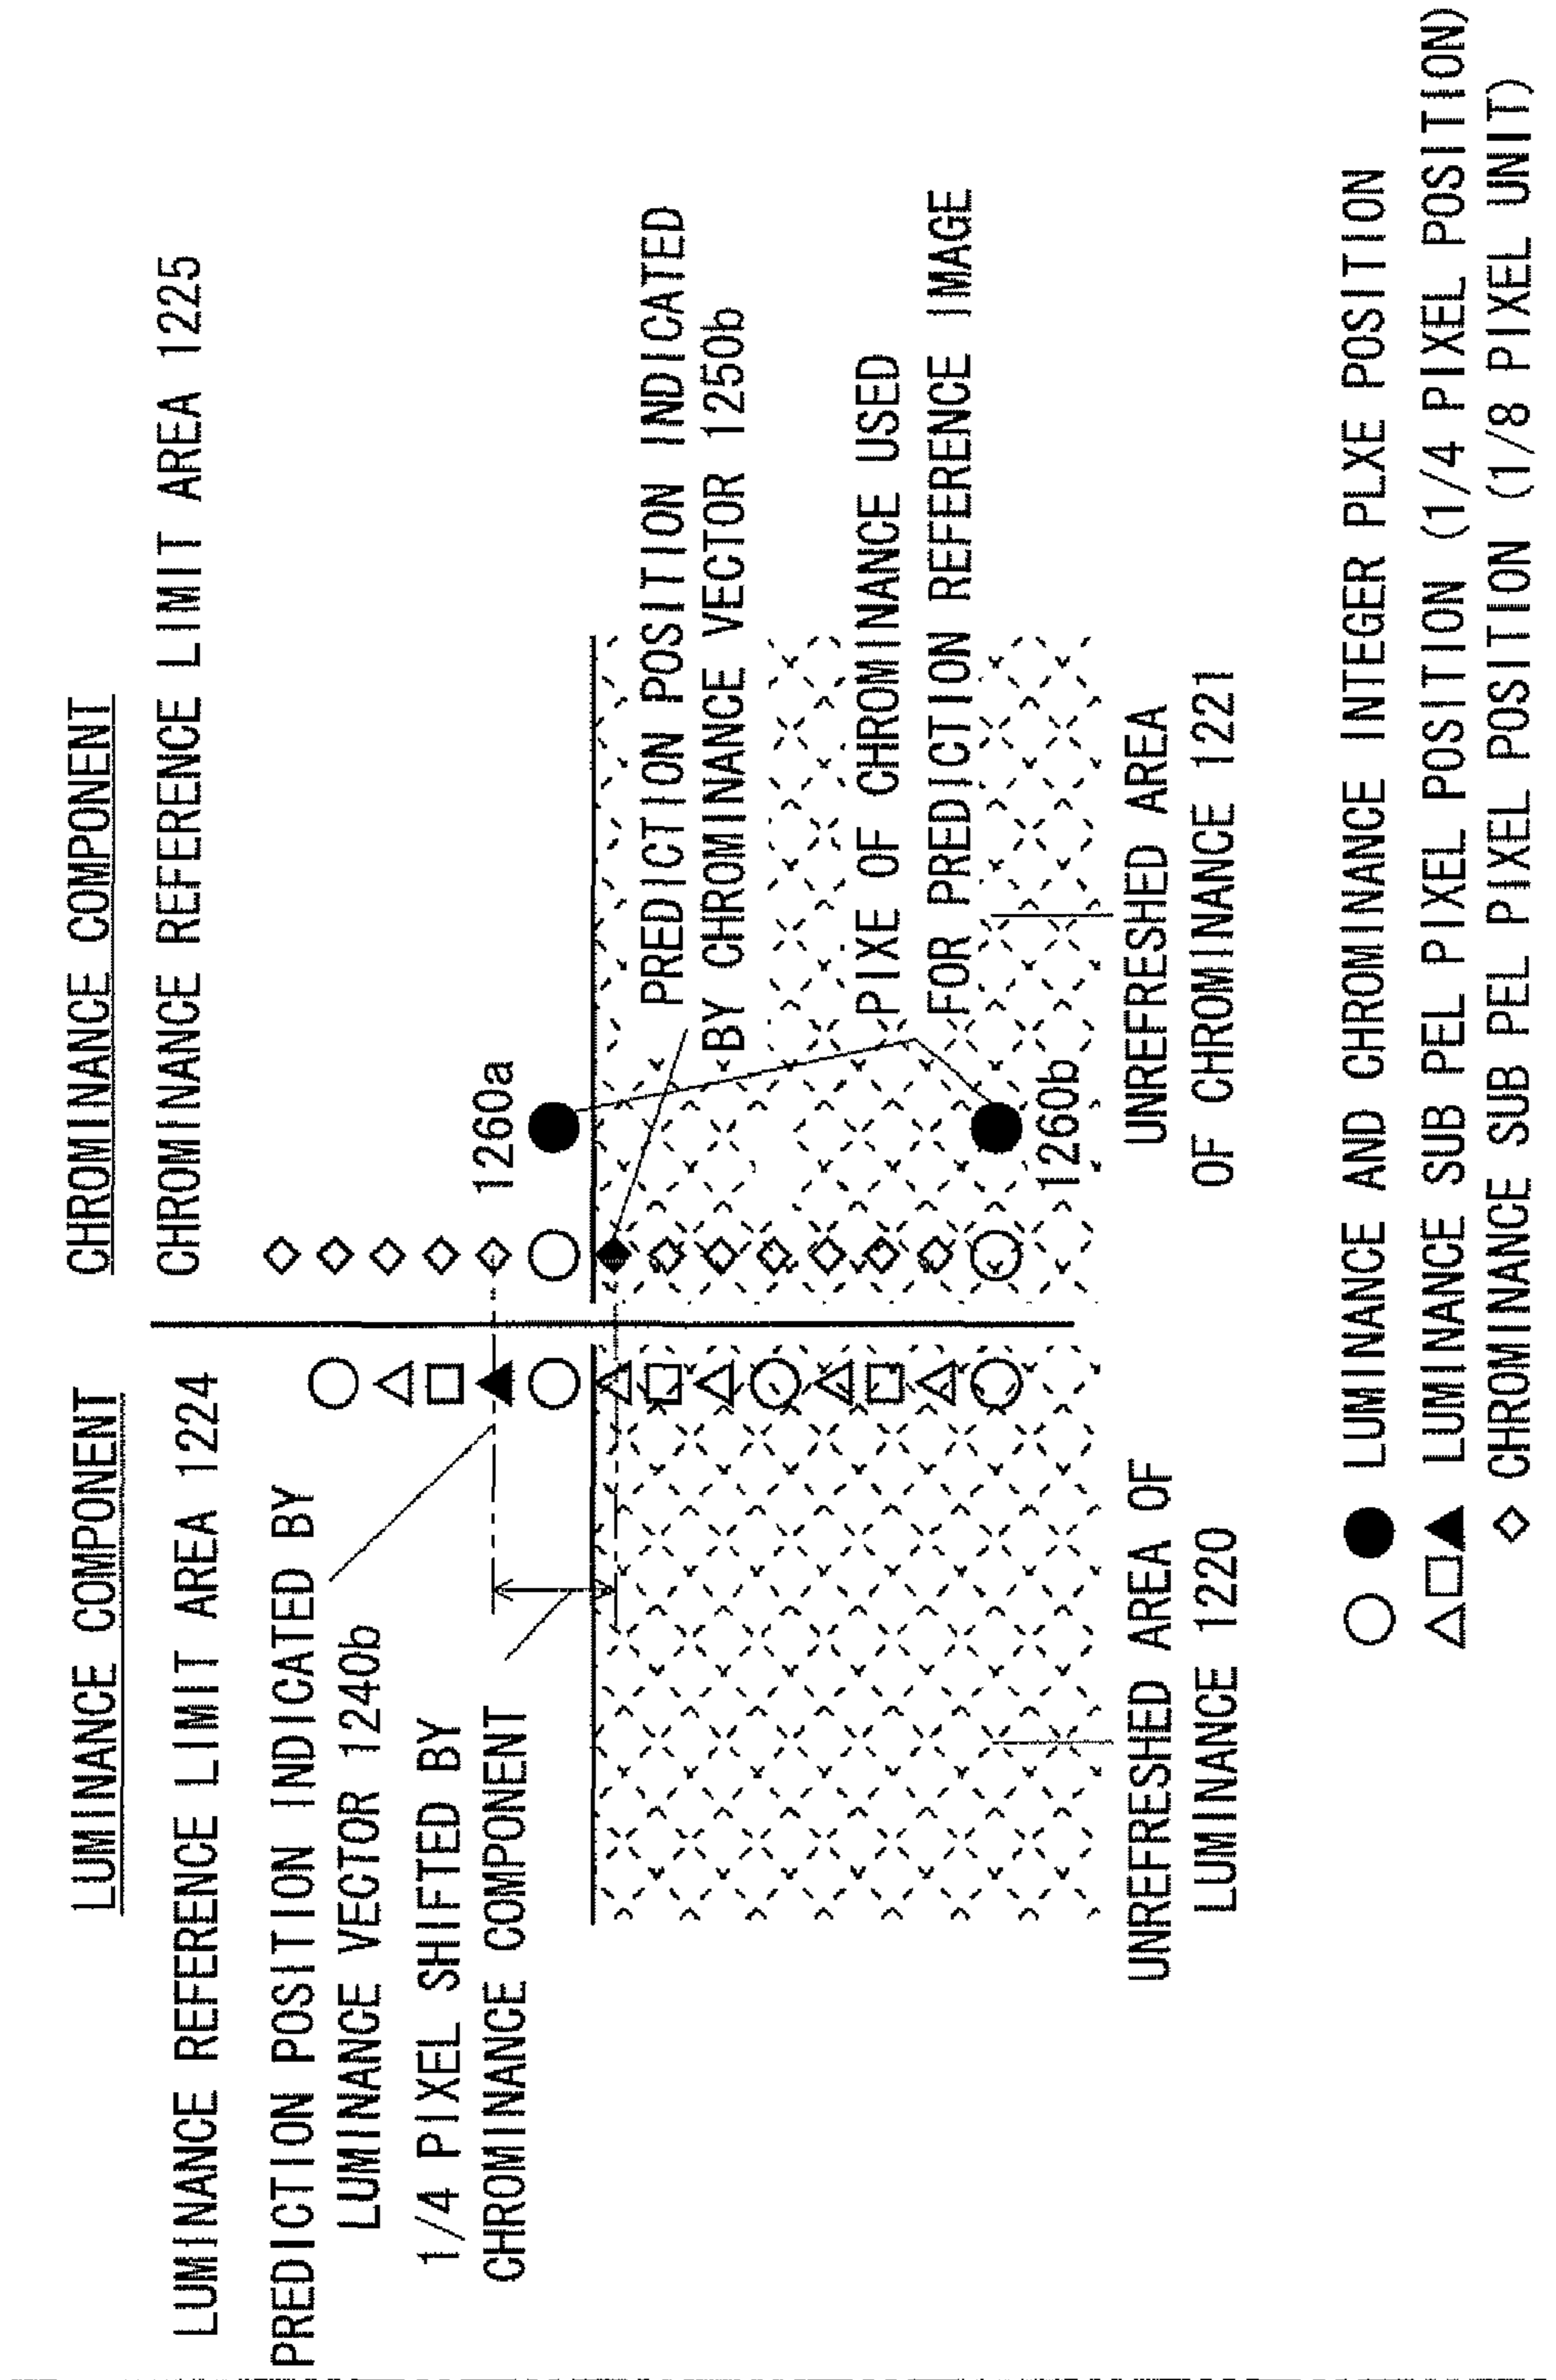 LUMINANCE COMPONENT
LUMINANCE REFERENCE LIMIT AREA 1224
PREDICTION POSITION INDICATED BY
LUMINANCE VECTOR 1240b
1/4 PIXEL SHIFTED BY
CHROMINANCE COMPONENT
UNREFRESHED AREA OF
LUMINANCE 1220
CHROMINANCE COMPONENT
CHROMINANCE REFERENCE LIMIT AREA 1225
1260a
PREDICTION POSITION INDICATED
BY CHROMINANCE VECTOR 1250b
PIXE OF CHROMINANCE USED
FOR PREDICTION REFERENCE IMAGE
1260b
UNREFRESHED AREA
OF CHROMINANCE 1221
LUMINANCE AND CHROMINANCE INTEGER PLXE POSITION
LUMINANCE SUB PEL PIXEL POSITION (1/4 PIXEL POSITION)
CHROMINANCE SUB PEL PIXEL POSITION (1/8 PIXEL UNIT)